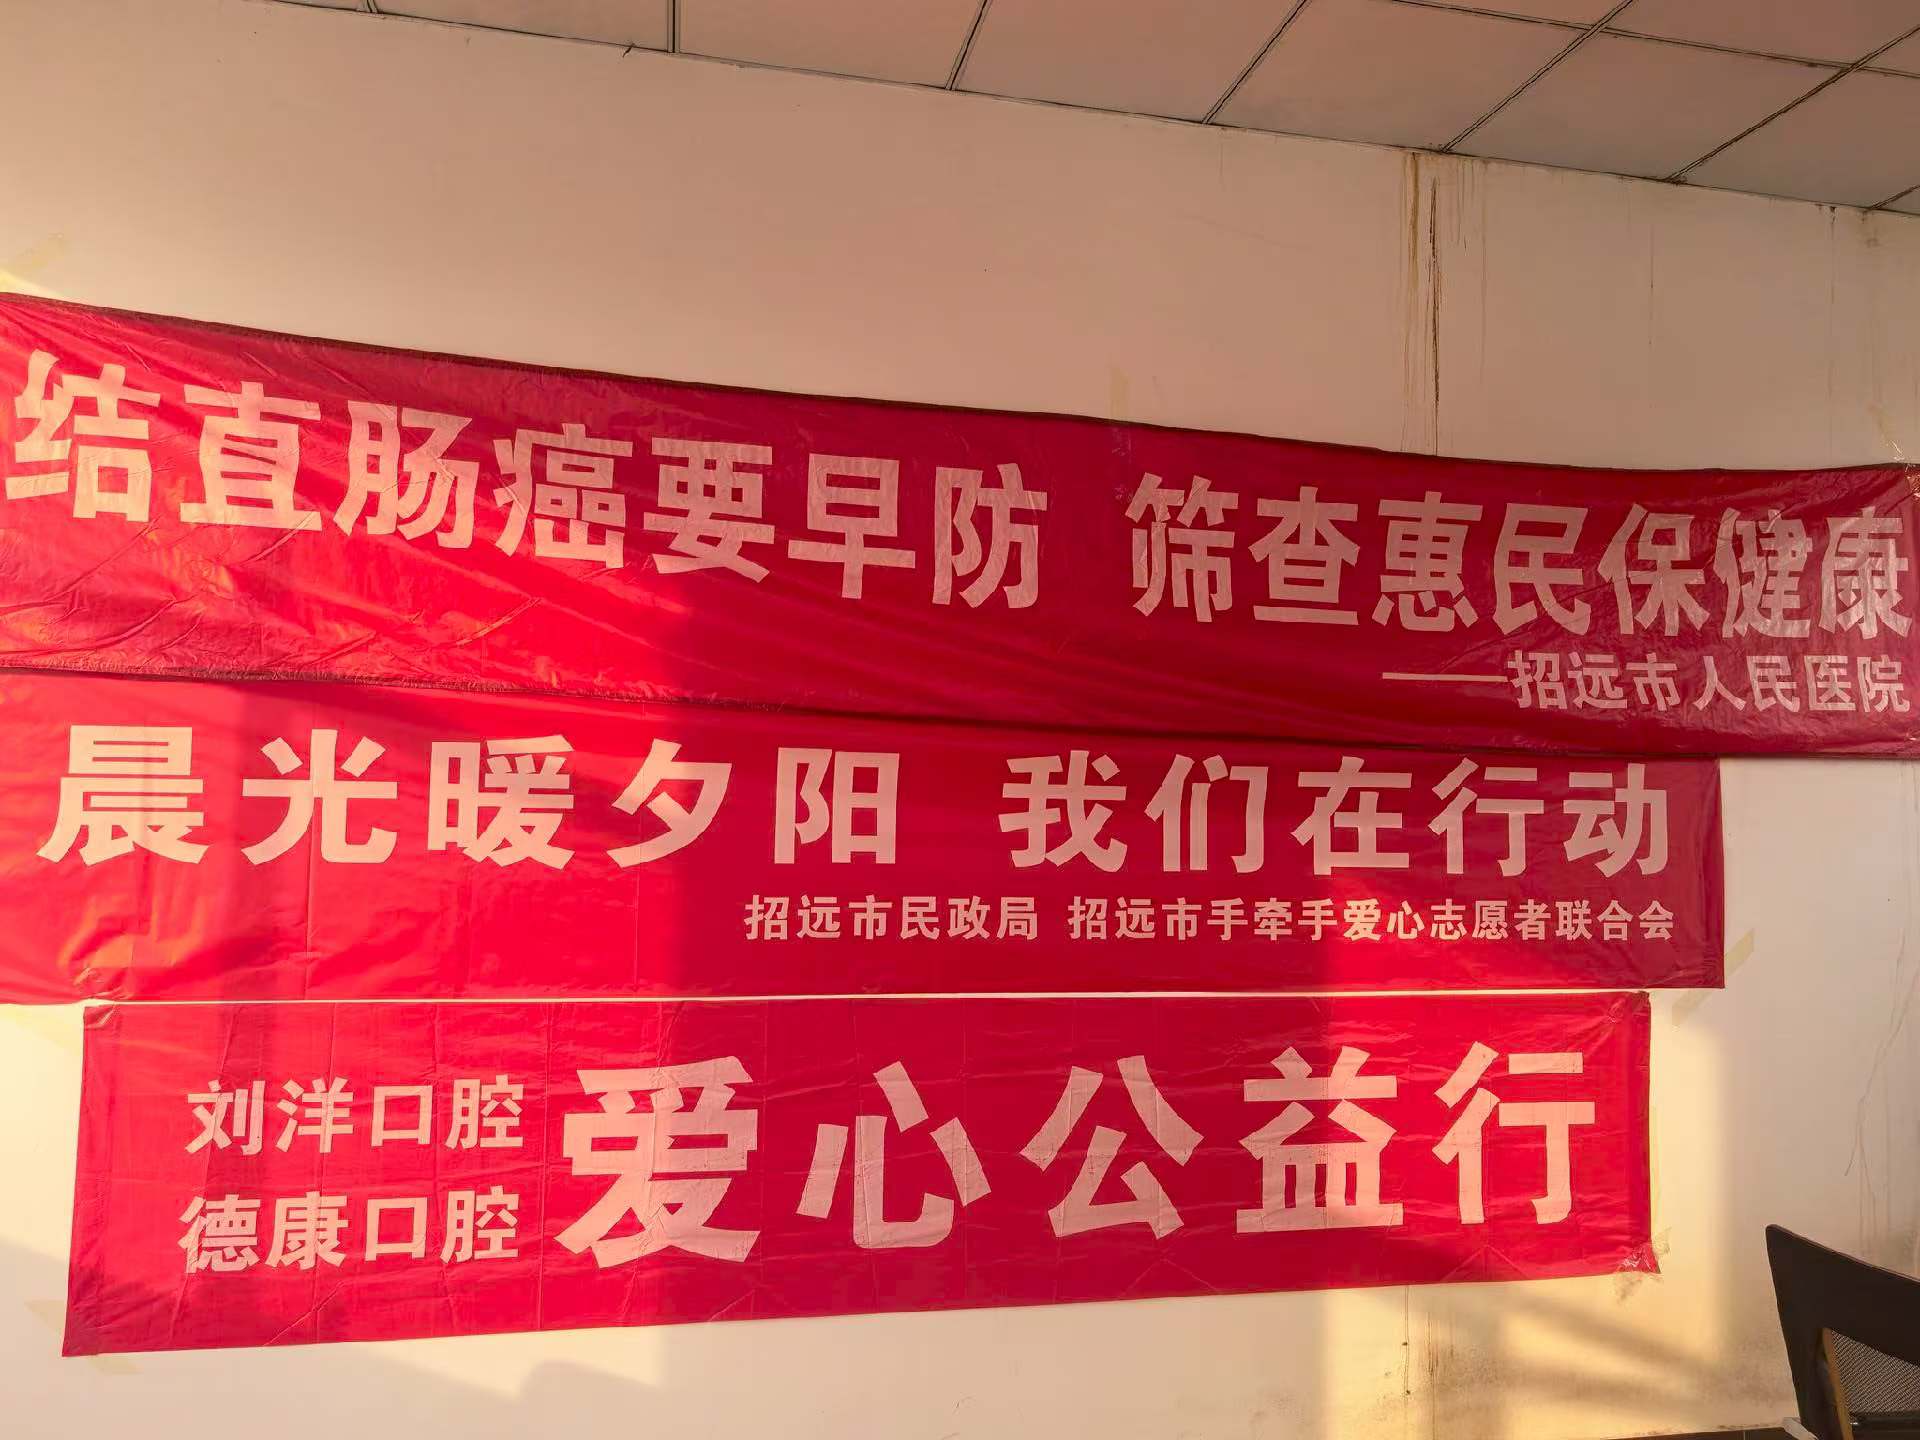 结直肠癌要早防 筛查惠民保健康
——招远市人民医院
晨光暖夕阳 我们在行动
招远市民政局 招远市手牵手爱心志愿者联合会
刘洋口腔
德康口腔
爱心公益行